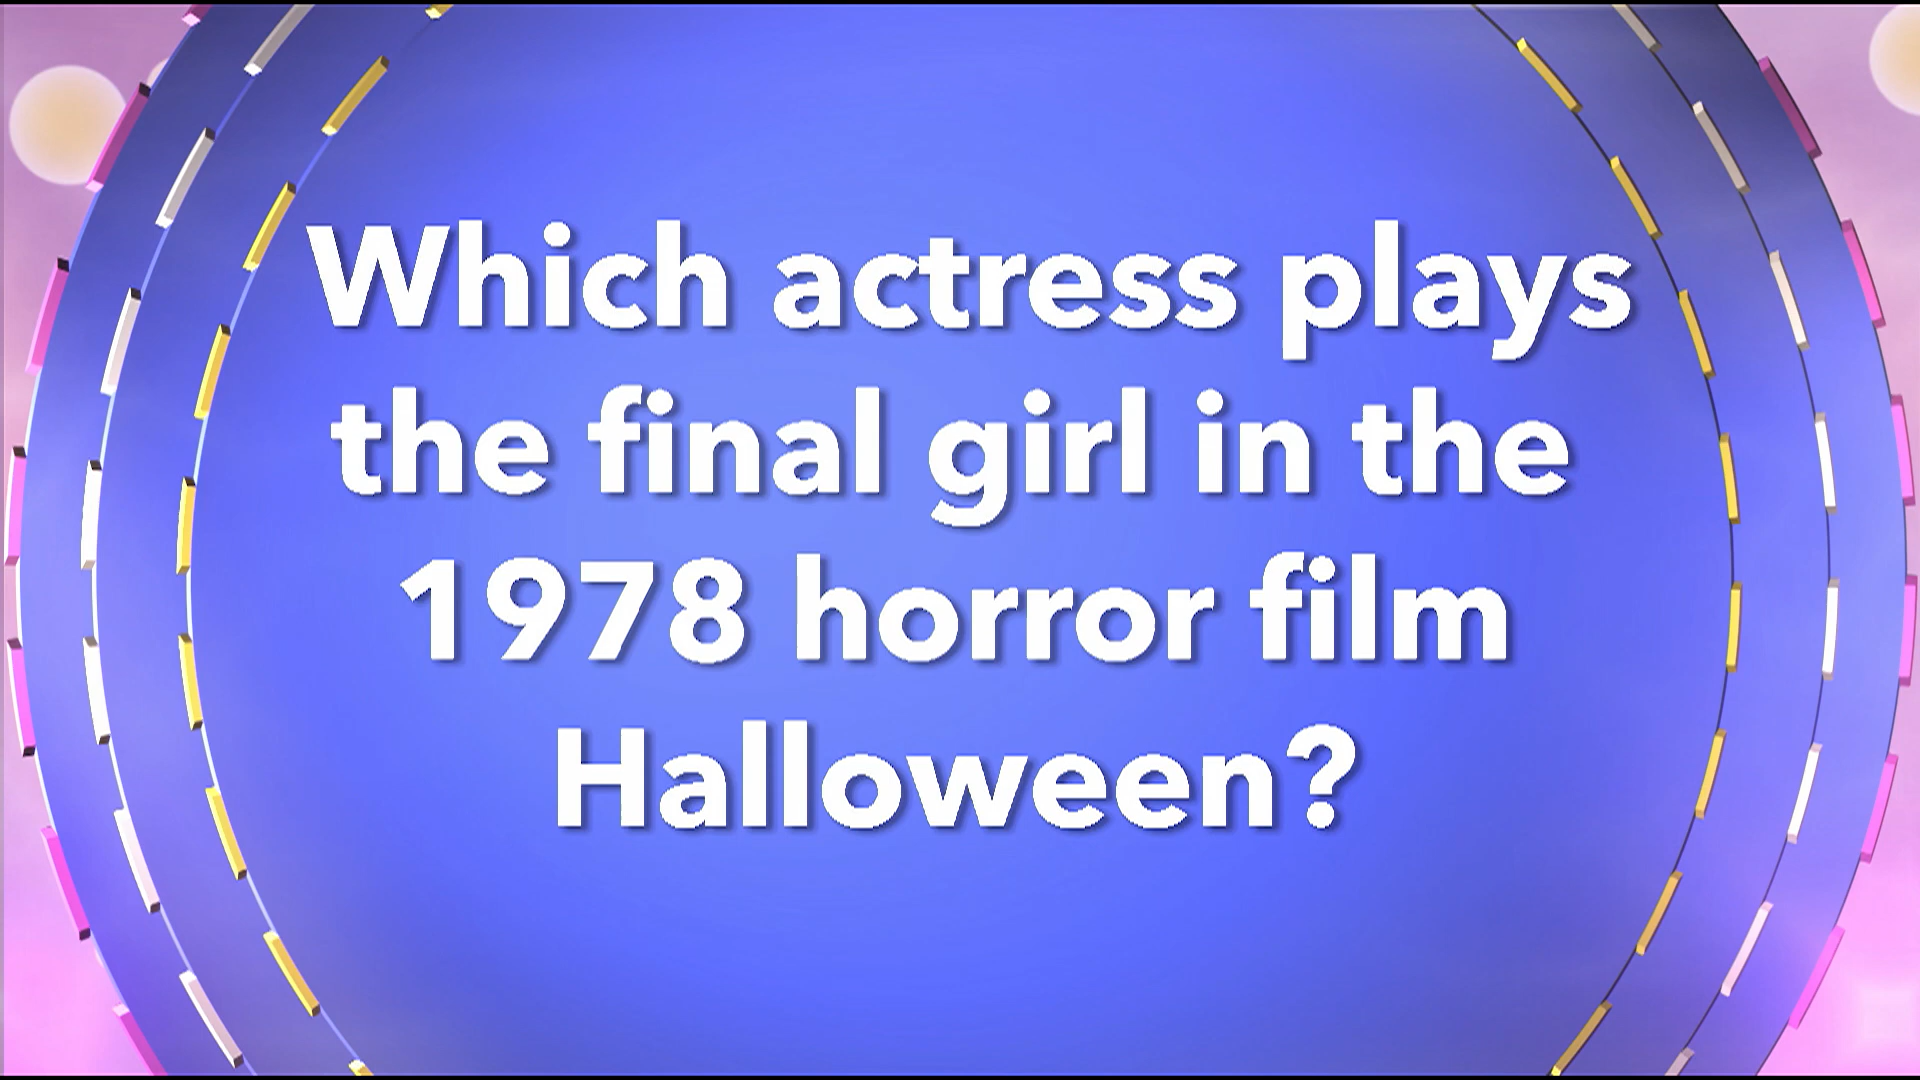 Which actress plays
the final girl in the
1978 horror film
Halloween?